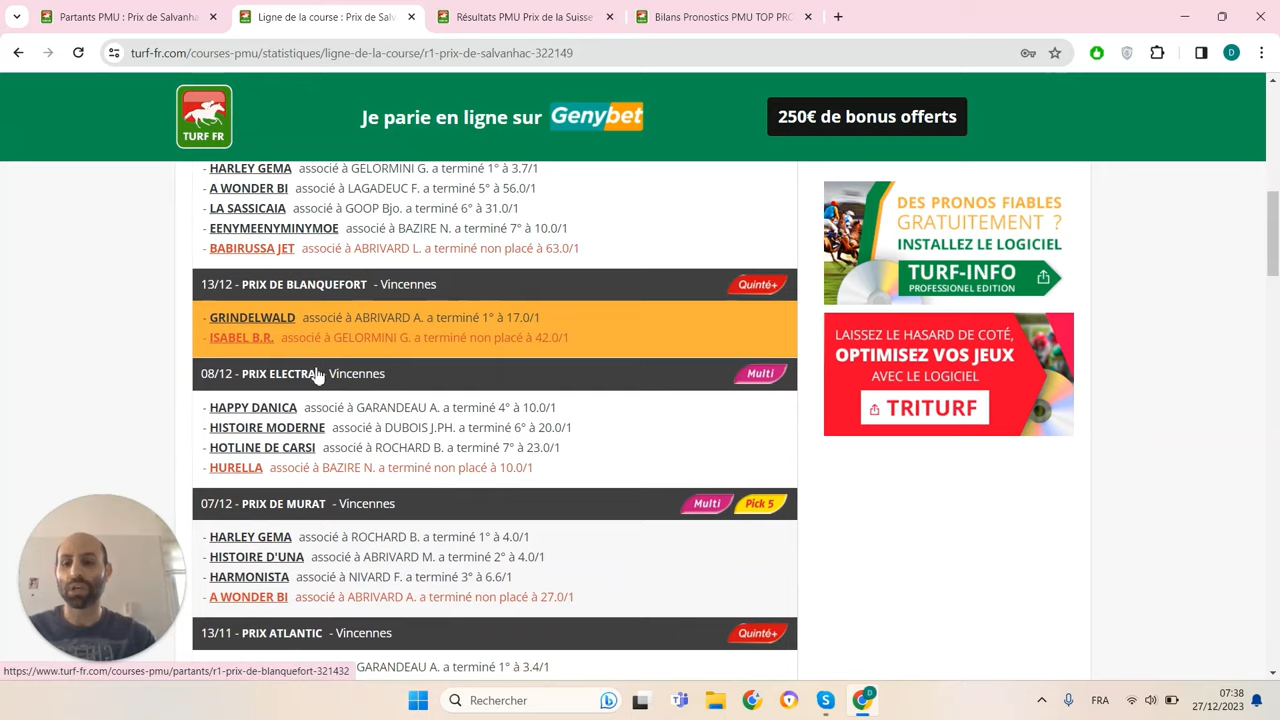 Partants PMU : Prix de Salvanha
Ligne de la course : Prix de Salv
Résultats PMU Prix de la Suisse
Bilans Pronostics PMU TOP PRO
turf-fr.com/courses-pmu/statistiques/ligne-de-la-course/r1-prix-de-salvanhac-322149
D
TURF FR
Je parie en ligne sur Genybet
250€ de bonus offerts
- HARLEY GEMA associé à GELORMINI G. a terminé 1° à 3.7/1
- A WONDER BI associé à LAGADEUC F. a terminé 5° à 56.0/1
- LA SASSICAIA associé à GOOP Bjo. a terminé 6° à 31.0/1
- EENYMEENYMINYMOE associé à BAZIRE N. a terminé 7° à 10.0/1
- BABIRUSSA JET associé à ABRIVARD L. a terminé non placé à 63.0/1
13/12 - PRIX DE BLANQUEFORT - Vincennes Quinté+
- GRINDELWALD associé à ABRIVARD A. a terminé 1° à 17.0/1
- ISABEL B.R. associé à GELORMINI G. a terminé non placé à 42.0/1
08/12 - PRIX ELECTRA - Vincennes Multi
- HAPPY DANICA associé à GARANDEAU A. a terminé 4° à 10.0/1
- HISTOIRE MODERNE associé à DUBOIS J.PH. a terminé 6° à 20.0/1
- HOTLINE DE CARSI associé à ROCHARD B. a terminé 7° à 23.0/1
- HURELLA associé à BAZIRE N. a terminé non placé à 10.0/1
07/12 - PRIX DE MURAT - Vincennes Multi Pick 5
- HARLEY GEMA associé à ROCHARD B. a terminé 1° à 4.0/1
- HISTOIRE D'UNA associé à ABRIVARD M. a terminé 2° à 4.0/1
- HARMONISTA associé à NIVARD F. a terminé 3° à 6.6/1
- A WONDER BI associé à ABRIVARD A. a terminé non placé à 27.0/1
13/11 - PRIX ATLANTIC - Vincennes Quinté+
GARANDEAU A. a terminé 1° à 3.4/1
DES PRONOS FIABLES
GRATUITEMENT ?
INSTALLEZ LE LOGICIEL
TURF-INFO
PROFESIONEL EDITION
LAISSEZ LE HASARD DE COTÉ,
OPTIMISEZ VOS JEUX
AVEC LE LOGICIEL
TRITURF
https://www.turf-fr.com/courses-pmu/partants/r1-prix-de-blanquefort-321432
Rechercher
FRA
07:38
27/12/2023